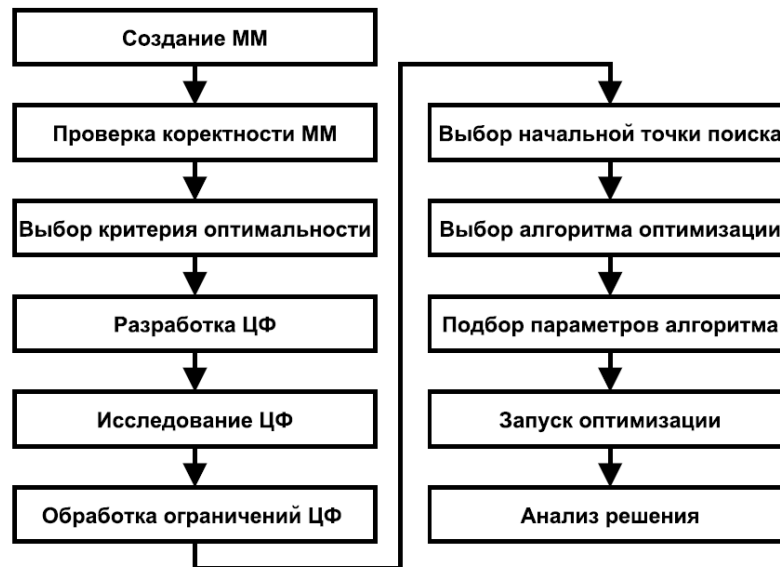 Создание ММ
Проверка коректности ММ
Выбор критерия оптимальности
Разработка ЦФ
Исследование ЦФ
Обработка ограничений ЦФ
Выбор начальной точки поиска
Выбор алгоритма оптимизации
Подбор параметров алгоритма
Запуск оптимизации
Анализ решения